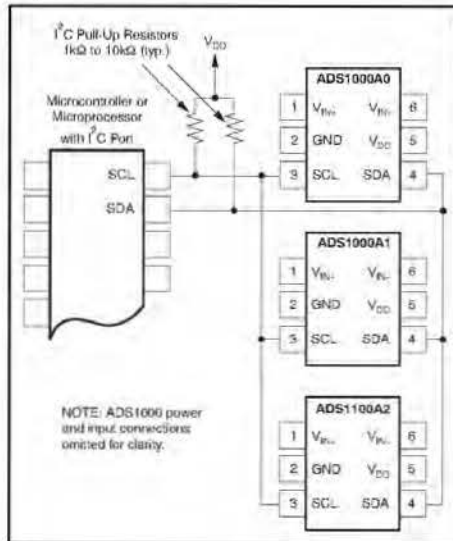 I²C Pull-Up Resistors
1kΩ to 10kΩ (typ.)
V_DD
Microcontroller or
Microprocessor
with I²C Port
SCL
SDA
ADS1000A0
1 V_IN+ V_IN- 6
2 GND V_DD 5
3 SCL SDA 4
ADS1000A1
1 V_IN+ V_IN- 6
2 GND V_DD 5
3 SCL SDA 4
ADS1100A2
1 V_IN+ V_IN- 6
2 GND V_DD 5
3 SCL SDA 4
NOTE: ADS1000 power
and input connections
omitted for clarity.